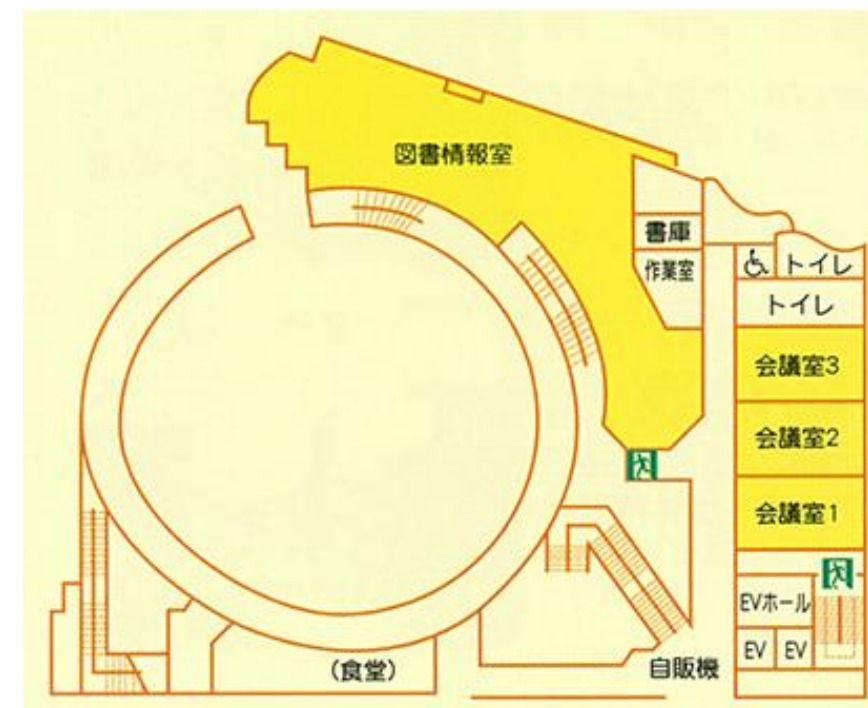 図書情報室
書庫
作業室
トイレ
トイレ
会議室3
会議室2
会議室1
EVホール
EV EV
(食堂)
自販機